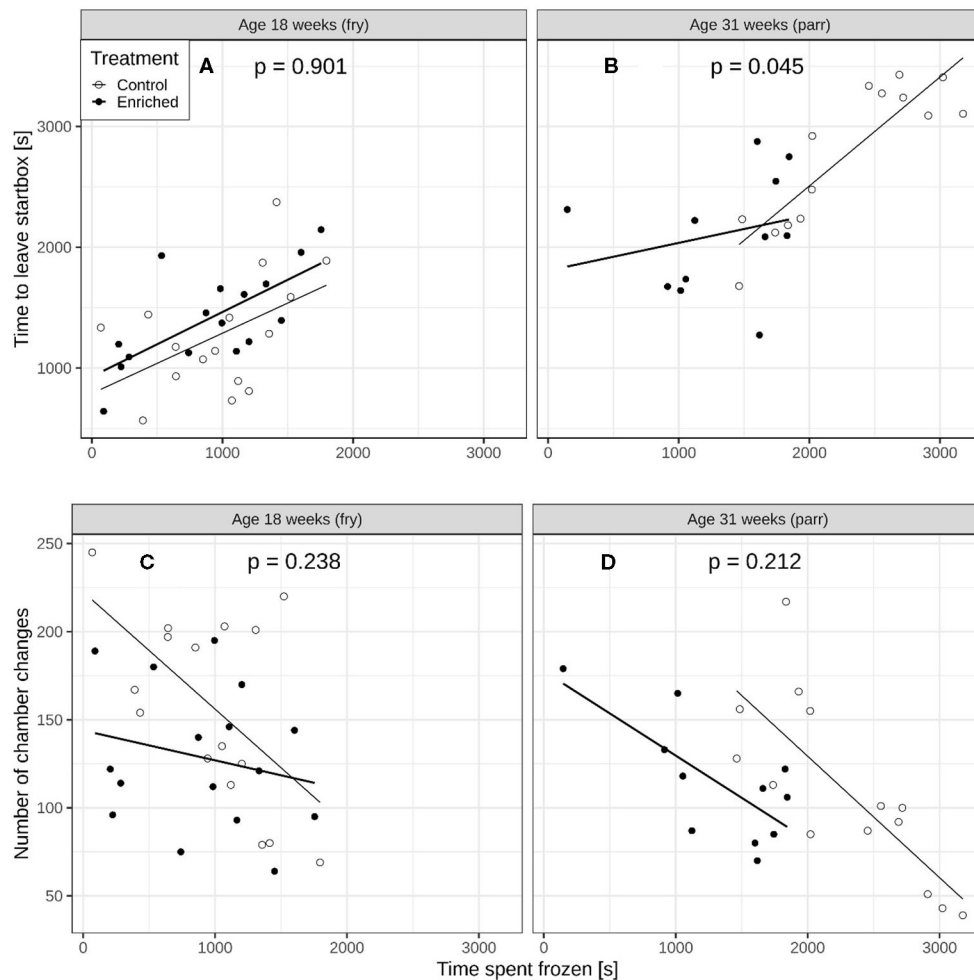 Age 18 weeks (fry)
Age 31 weeks (parr)
Treatment
Control
Enriched
A
p = 0.901
B
p = 0.045
Time to leave startbox [s]
3000
2000
1000
0
1000
2000
3000
0
1000
2000
3000
Age 18 weeks (fry)
Age 31 weeks (parr)
C
p = 0.238
D
p = 0.212
Number of chamber changes
250
200
150
100
50
0
1000
2000
3000
0
1000
2000
3000
Time spent frozen [s]